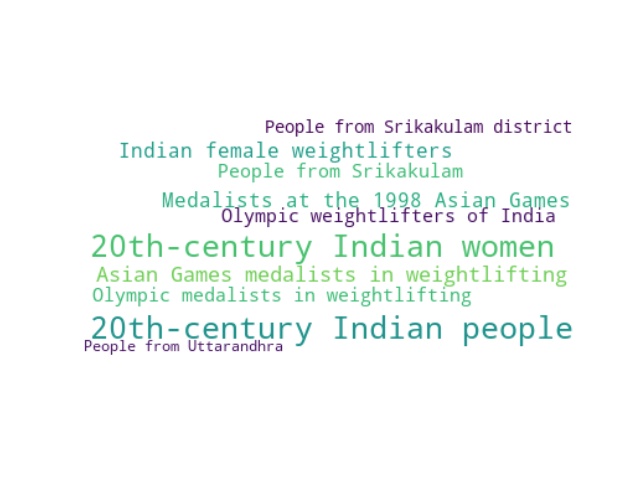 People from Srikakulam district
Indian female weightlifters
People from Srikakulam
Medalists at the 1998 Asian Games
Olympic weightlifters of India
20th-century Indian women
Asian Games medalists in weightlifting
Olympic medalists in weightlifting
20th-century Indian people
People from Uttarandhra